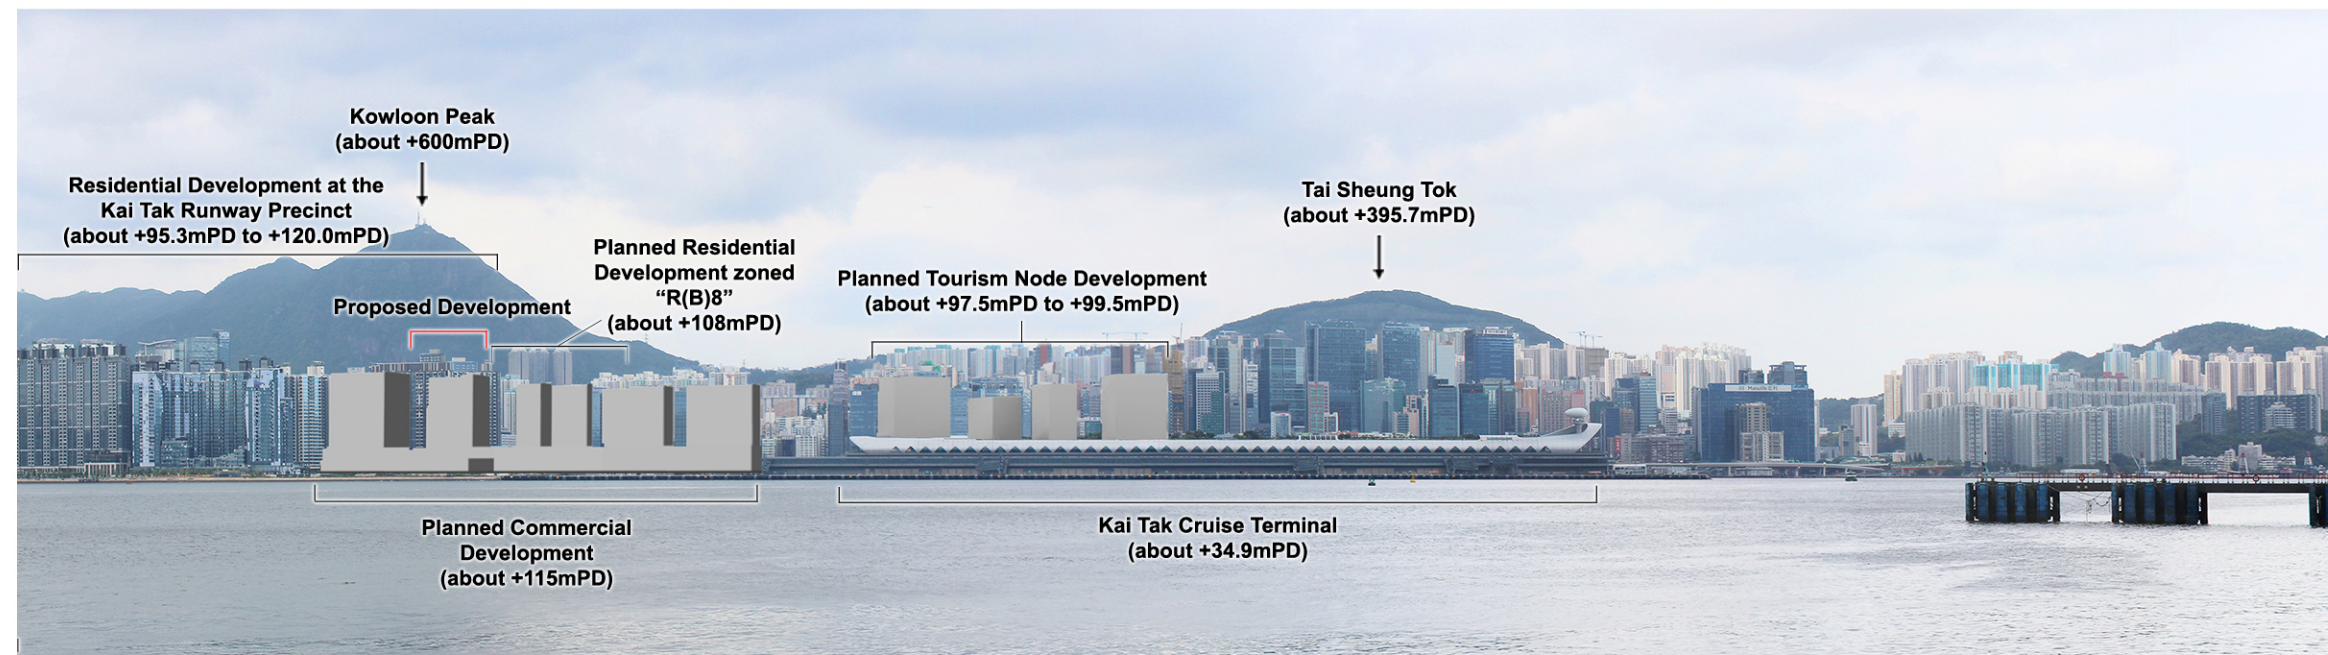 Kowloon Peak
(about +600mPD)
Residential Development at the
Kai Tak Runway Precinct
(about +95.3mPD to +120.0mPD)
Proposed Development
Planned Residential
Development zoned
“R(B)8”
(about +108mPD)
Planned Tourism Node Development
(about +97.5mPD to +99.5mPD)
Tai Sheung Tok
(about +395.7mPD)
Planned Commercial
Development
(about +115mPD)
Kai Tak Cruise Terminal
(about +34.9mPD)